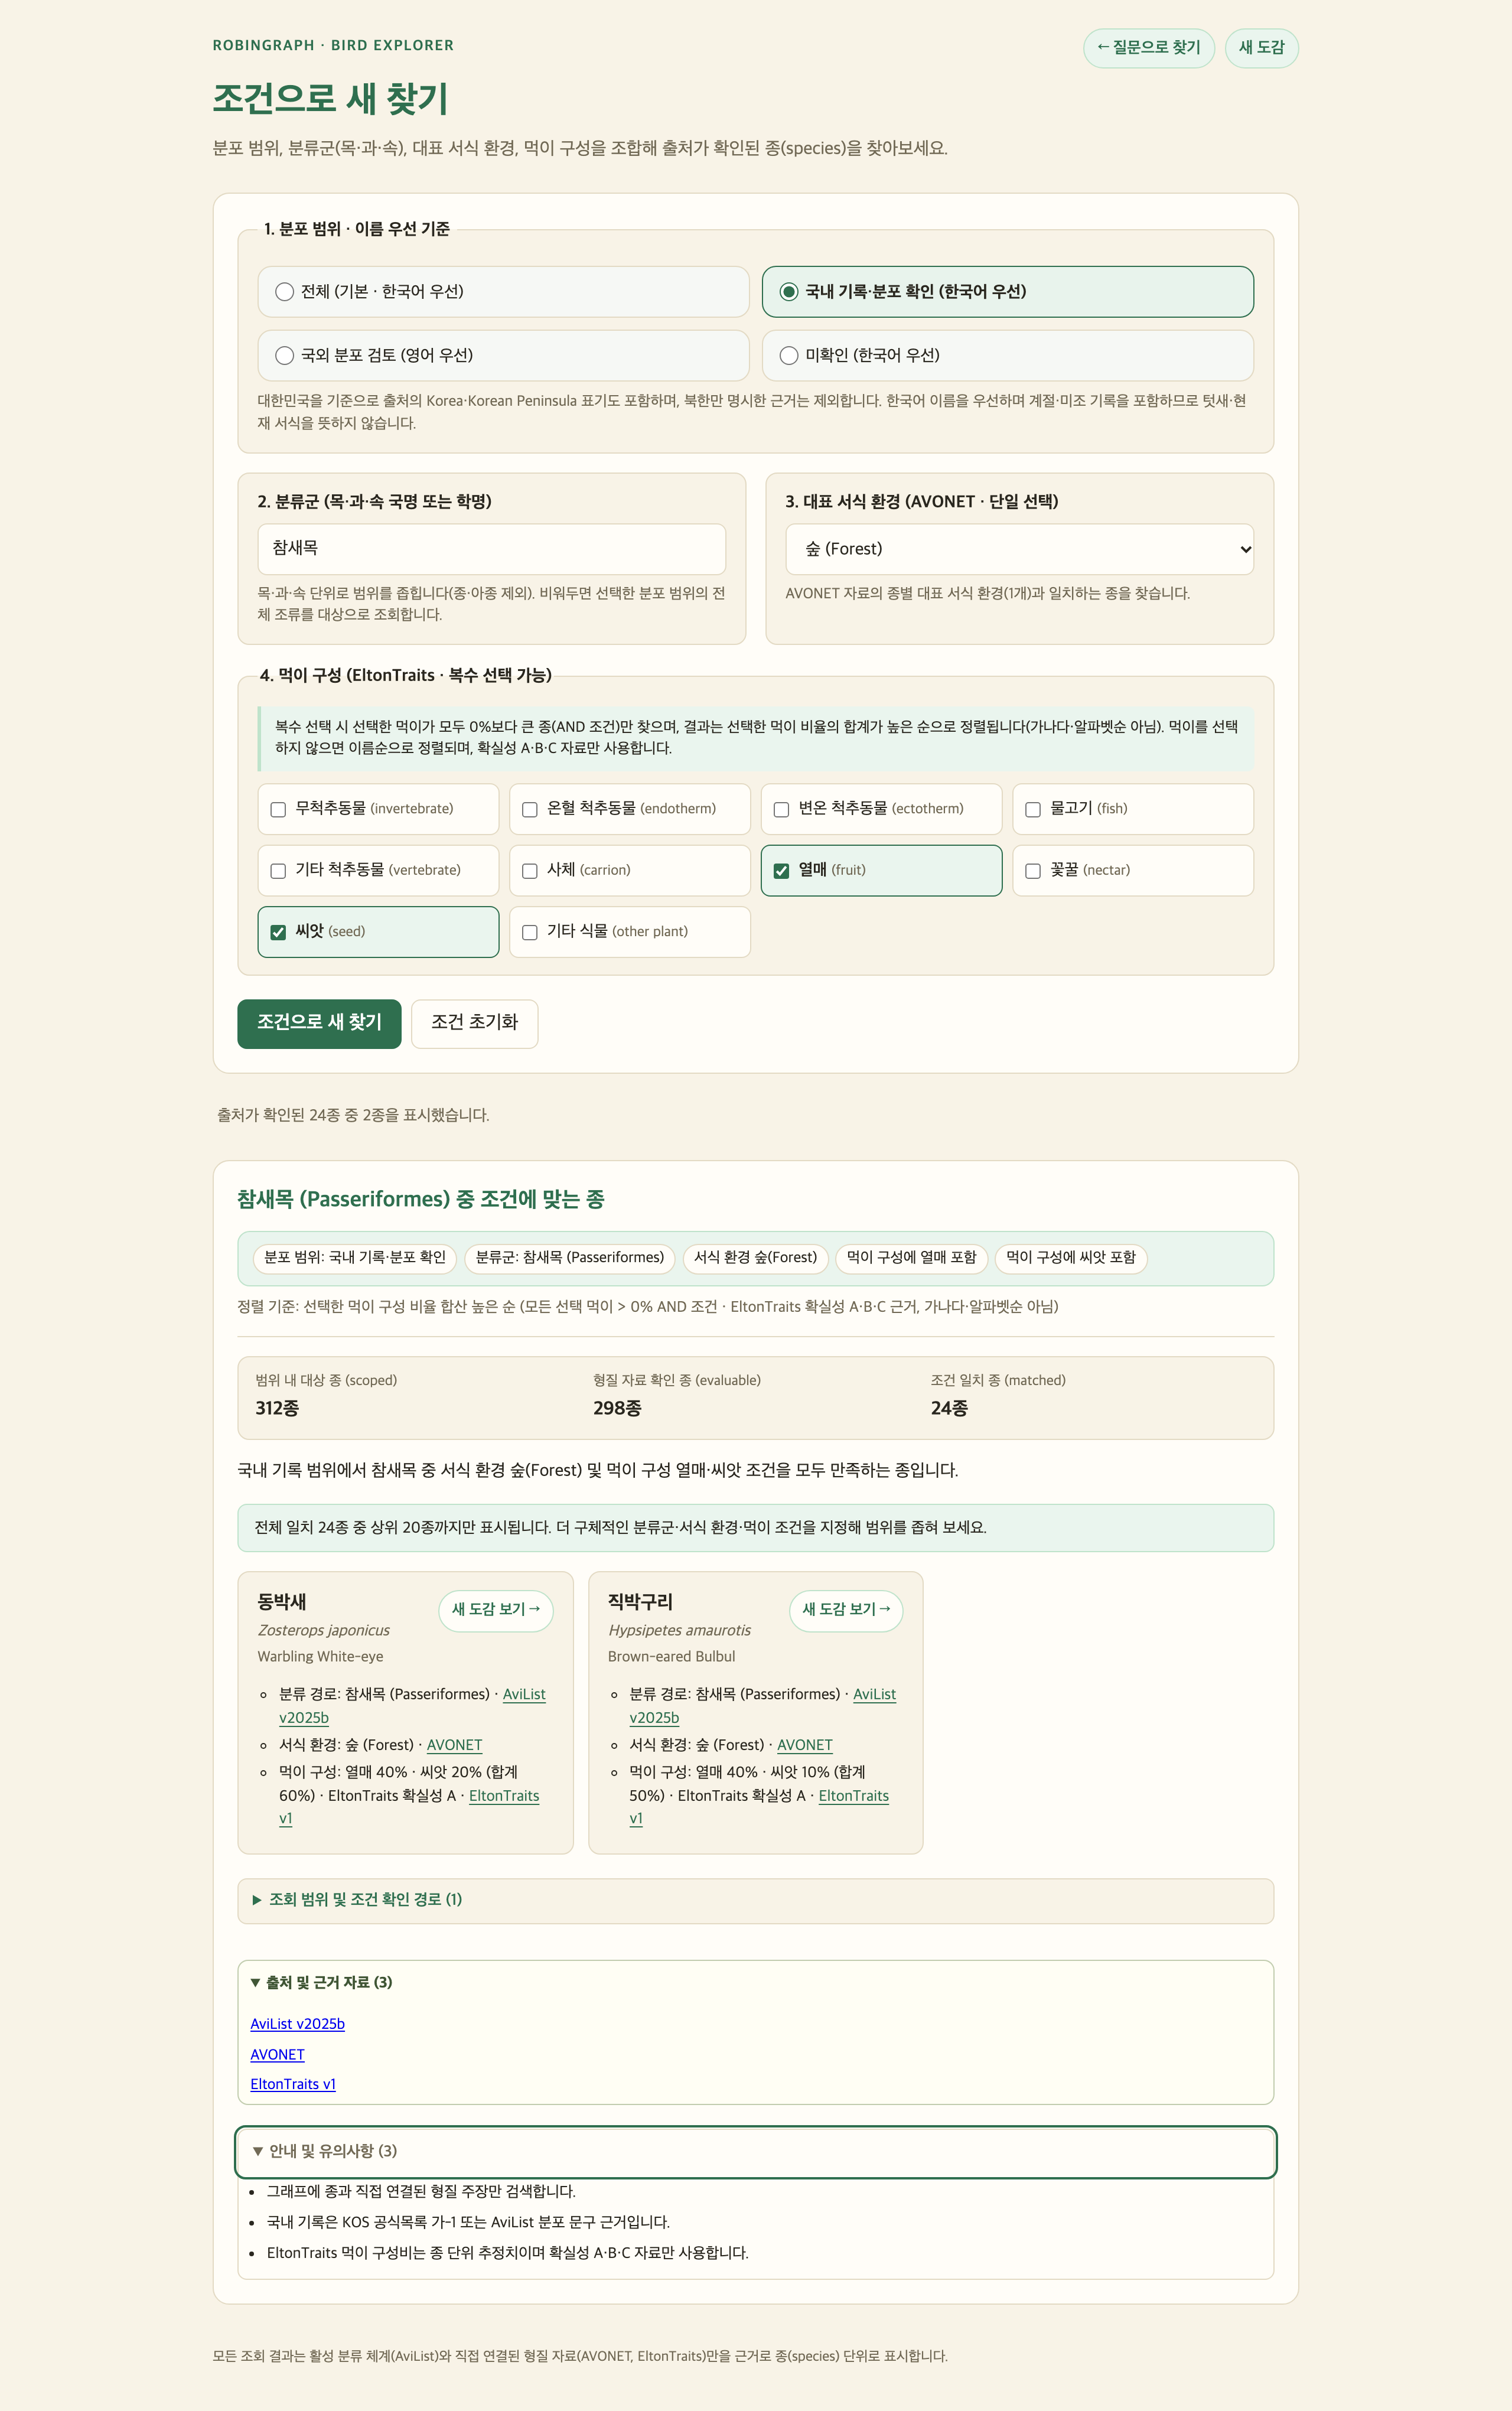 ROBINGRAPH · BIRD EXPLORER
← 질문으로 찾기
새 도감
조건으로 새 찾기
분포 범위, 분류군(목·과·속), 대표 서식 환경, 먹이 구성을 조합해 출처가 확인된 종(species)을 찾아보세요.
1. 분포 범위 · 이름 우선 기준
전체 (기본 · 한국어 우선)
국내 기록·분포 확인 (한국어 우선)
국외 분포 검토 (영어 우선)
미확인 (한국어 우선)
대한민국을 기준으로 출처의 Korea·Korean Peninsula 표기도 포함하며, 북한만 명시한 근거는 제외합니다. 한국어 이름을 우선하며 계절·미조 기록을 포함하므로 텃새·현
재 서식을 뜻하지 않습니다.
2. 분류군 (목·과·속 국명 또는 학명)
참새목
목·과·속 단위로 범위를 좁힙니다(종·아종 제외). 비워두면 선택한 분포 범위의 전
체 조류를 대상으로 조회합니다.
3. 대표 서식 환경 (AVONET · 단일 선택)
숲 (Forest)
AVONET 자료의 종별 대표 서식 환경(1개)과 일치하는 종을 찾습니다.
4. 먹이 구성 (EltonTraits · 복수 선택 가능)
복수 선택 시 선택한 먹이가 모두 0%보다 큰 종(AND 조건)만 찾으며, 결과는 선택한 먹이 비율의 합계가 높은 순으로 정렬됩니다(가나다·알파벳순 아님). 먹이를 선택
하지 않으면 이름순으로 정렬되며, 확실성 A·B·C 자료만 사용합니다.
무척추동물 (invertebrate)
온혈 척추동물 (endotherm)
변온 척추동물 (ectotherm)
물고기 (fish)
기타 척추동물 (vertebrate)
사체 (carrion)
열매 (fruit)
꽃꿀 (nectar)
씨앗 (seed)
기타 식물 (other plant)
조건으로 새 찾기
조건 초기화
출처가 확인된 24종 중 2종을 표시했습니다.
참새목 (Passeriformes) 중 조건에 맞는 종
분포 범위: 국내 기록·분포 확인
분류군: 참새목 (Passeriformes)
서식 환경 숲(Forest)
먹이 구성에 열매 포함
먹이 구성에 씨앗 포함
정렬 기준: 선택한 먹이 구성 비율 합산 높은 순 (모든 선택 먹이 > 0% AND 조건 · EltonTraits 확실성 A·B·C 근거, 가나다·알파벳순 아님)
범위 내 대상 종 (scoped)
312종
형질 자료 확인 종 (evaluable)
298종
조건 일치 종 (matched)
24종
국내 기록 범위에서 참새목 중 서식 환경 숲(Forest) 및 먹이 구성 열매·씨앗 조건을 모두 만족하는 종입니다.
전체 일치 24종 중 상위 20종까지만 표시됩니다. 더 구체적인 분류군·서식 환경·먹이 조건을 지정해 범위를 좁혀 보세요.
동박새
새 도감 보기 →
Zosterops japonicus
Warbling White-eye
분류 경로: 참새목 (Passeriformes) · AviList
v2025b
서식 환경: 숲 (Forest) · AVONET
먹이 구성: 열매 40% · 씨앗 20% (합계
60%) · EltonTraits 확실성 A · EltonTraits
v1
직박구리
새 도감 보기 →
Hypsipetes amaurotis
Brown-eared Bulbul
분류 경로: 참새목 (Passeriformes) · AviList
v2025b
서식 환경: 숲 (Forest) · AVONET
먹이 구성: 열매 40% · 씨앗 10% (합계
50%) · EltonTraits 확실성 A · EltonTraits
v1
▶ 조회 범위 및 조건 확인 경로 (1)
▼ 출처 및 근거 자료 (3)
AviList v2025b
AVONET
EltonTraits v1
▼ 안내 및 유의사항 (3)
그래프에 종과 직접 연결된 형질 주장만 검색합니다.
국내 기록은 KOS 공식목록 가-1 또는 AviList 분포 문구 근거입니다.
EltonTraits 먹이 구성비는 종 단위 추정치이며 확실성 A·B·C 자료만 사용합니다.
모든 조회 결과는 활성 분류 체계(AviList)와 직접 연결된 형질 자료(AVONET, EltonTraits)만을 근거로 종(species) 단위로 표시합니다.